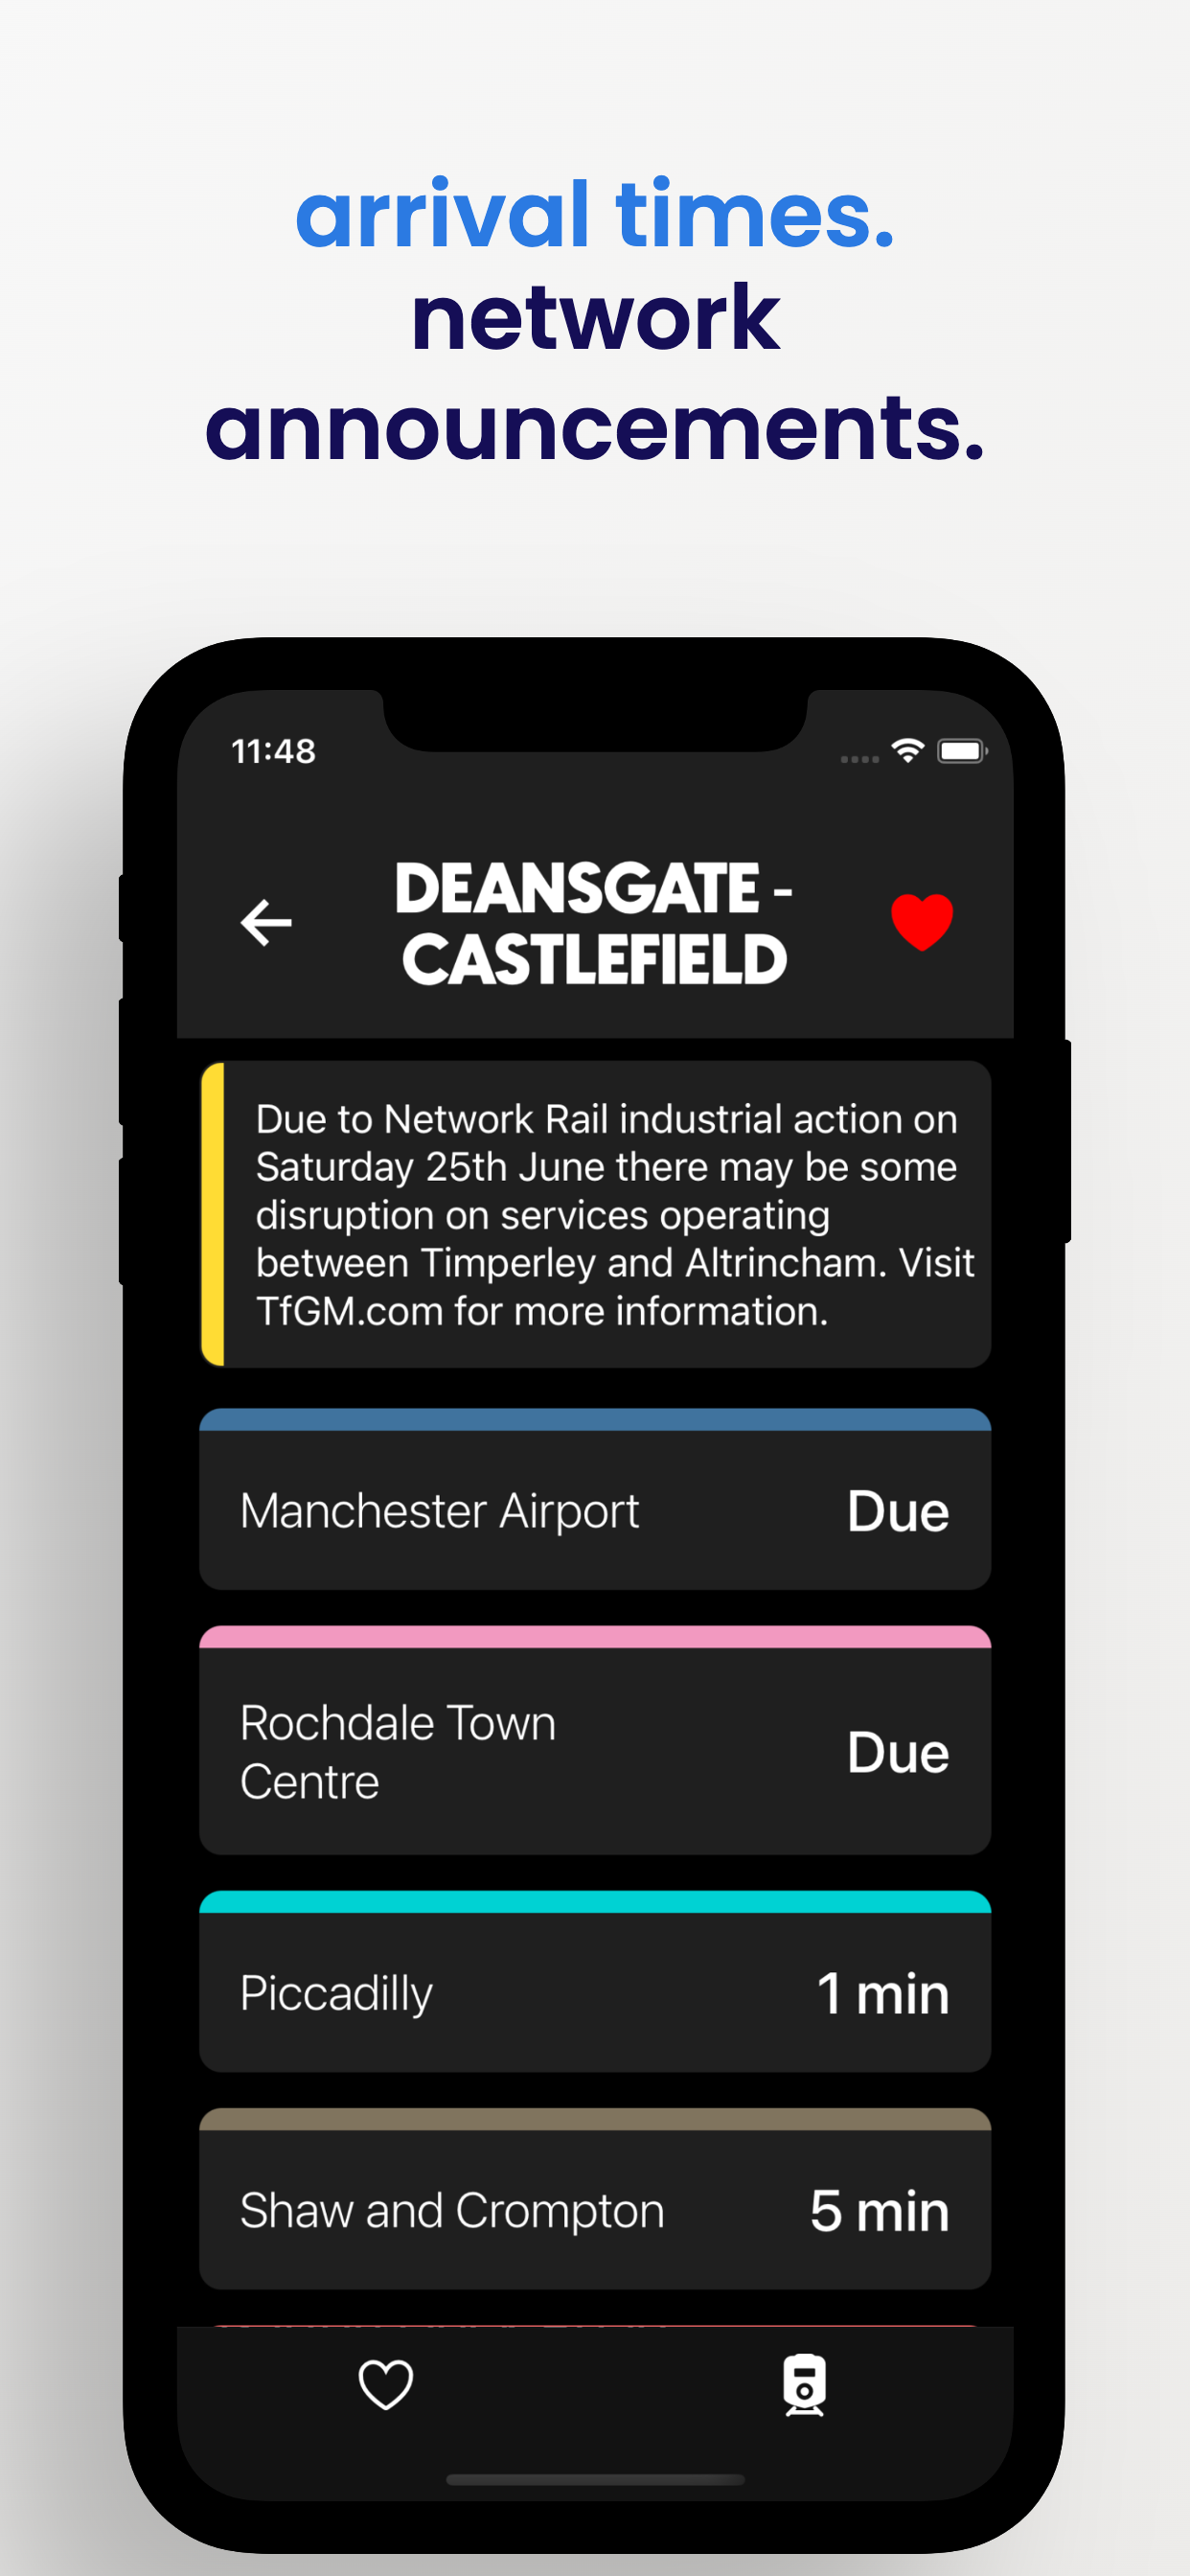 arrival times.
network
announcements.
11:48
DEANSGATE -
CASTLEFIELD
Due to Network Rail industrial action on
Saturday 25th June there may be some
disruption on services operating
between Timperley and Altrincham. Visit
TfGM.com for more information.
Manchester Airport
Due
Rochdale Town
Centre
Due
Piccadilly
1 min
Shaw and Crompton
5 min